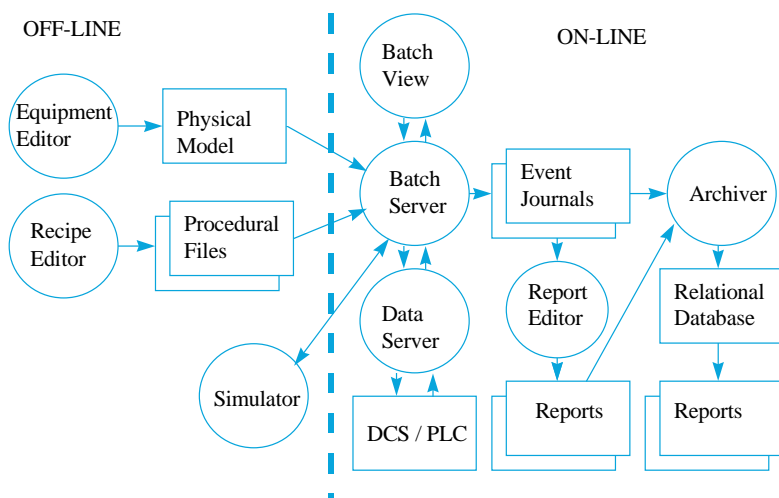 OFF-LINE
ON-LINE
Batch
View
Equipment
Editor
Physical
Model
Batch
Server
Event
Journals
Archiver
Recipe
Editor
Procedural
Files
Data
Server
Report
Editor
Relational
Database
Simulator
DCS / PLC
Reports
Reports